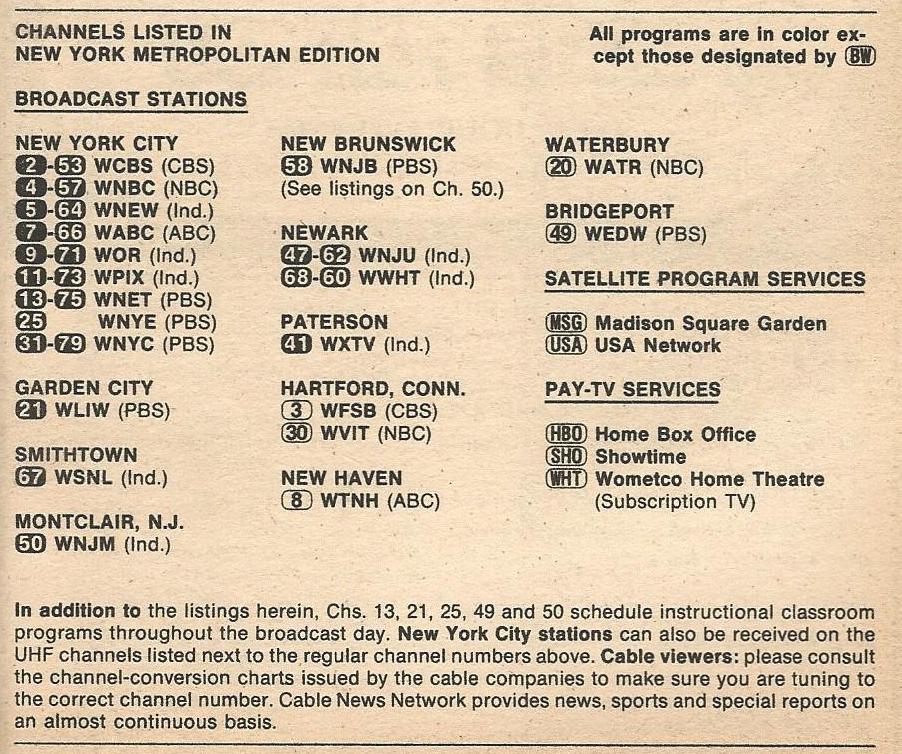 CHANNELS LISTED IN
NEW YORK METROPOLITAN EDITION
All programs are in color ex-
cept those designated by BW
BROADCAST STATIONS
NEW YORK CITY
2-53 WCBS (CBS)
4-57 WNBC (NBC)
5-64 WNEW (Ind.)
7-66 WABC (ABC)
9-71 WOR (Ind.)
11-73 WPIX (Ind.)
13-75 WNET (PBS)
25 WNYE (PBS)
31-79 WNYC (PBS)
GARDEN CITY
21 WLIW (PBS)
SMITHTOWN
67 WSNL (Ind.)
MONTCLAIR, N.J.
50 WNJM (Ind.)
NEW BRUNSWICK
58 WNJB (PBS)
(See listings on Ch. 50.)
NEWARK
47-62 WNJU (Ind.)
68-60 WWHT (Ind.)
PATERSON
41 WXTV (Ind.)
HARTFORD, CONN.
3 WFSB (CBS)
30 WVIT (NBC)
NEW HAVEN
8 WTNH (ABC)
WATERBURY
20 WATR (NBC)
BRIDGEPORT
49 WEDW (PBS)
SATELLITE PROGRAM SERVICES
MSG Madison Square Garden
USA USA Network
PAY-TV SERVICES
HBO Home Box Office
SHO Showtime
WHT Wometco Home Theatre
(Subscription TV)
In addition to the listings herein, Chs. 13, 21, 25, 49 and 50 schedule instructional classroom
programs throughout the broadcast day. New York City stations can also be received on the
UHF channels listed next to the regular channel numbers above. Cable viewers: please consult
the channel-conversion charts issued by the cable companies to make sure you are tuning to
the correct channel number. Cable News Network provides news, sports and special reports on
an almost continuous basis.